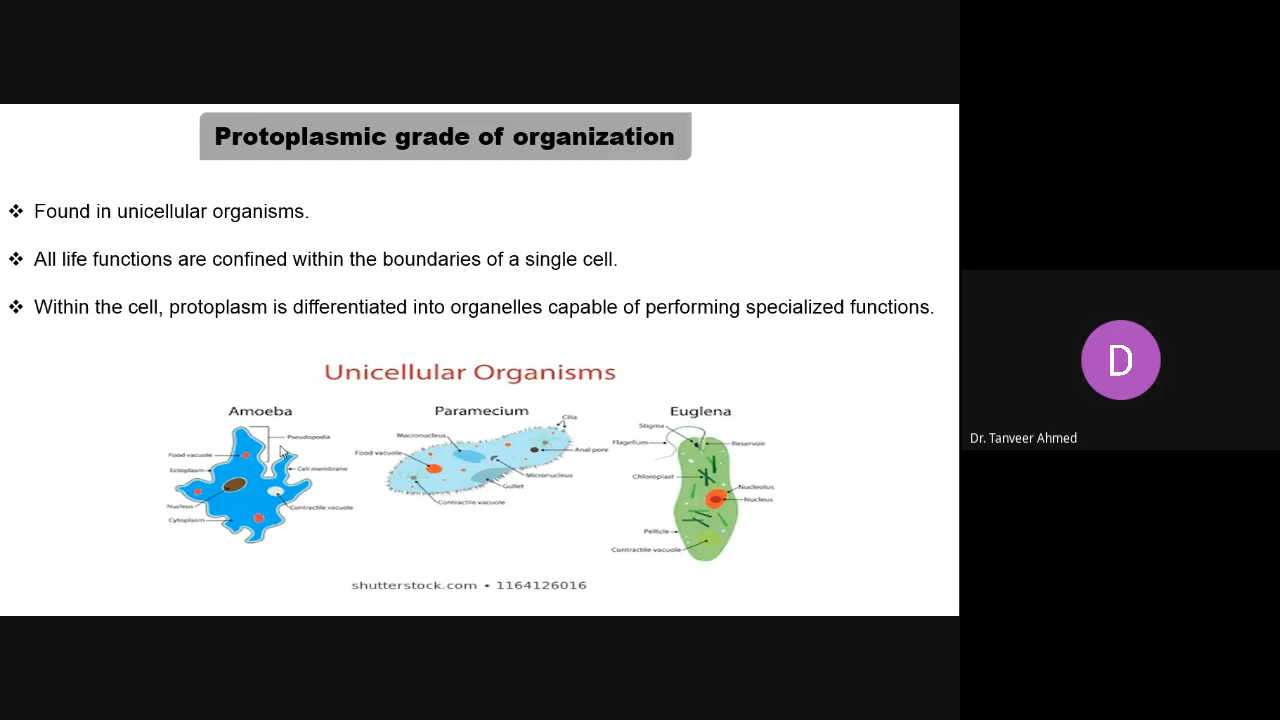 Protoplasmic grade of organization
❖ Found in unicellular organisms.
❖ All life functions are confined within the boundaries of a single cell.
❖ Within the cell, protoplasm is differentiated into organelles capable of performing specialized functions.
Unicellular Organisms
Amoeba
Pseudopodia
Food vacuole
Ectoplasm
Cell membrane
Nucleus
Contractile vacuole
Cytoplasm
Paramecium
Cilia
Macronucleus
Food vacuole
Anal pore
Micronucleus
Gullet
Contractile vacuole
Euglena
Stigma
Flagellum
Reservoir
Chloroplast
Nucleolus
Nucleus
Pellicle
Contractile vacuole
shutterstock.com • 1164126016
D
Dr. Tanveer Ahmed